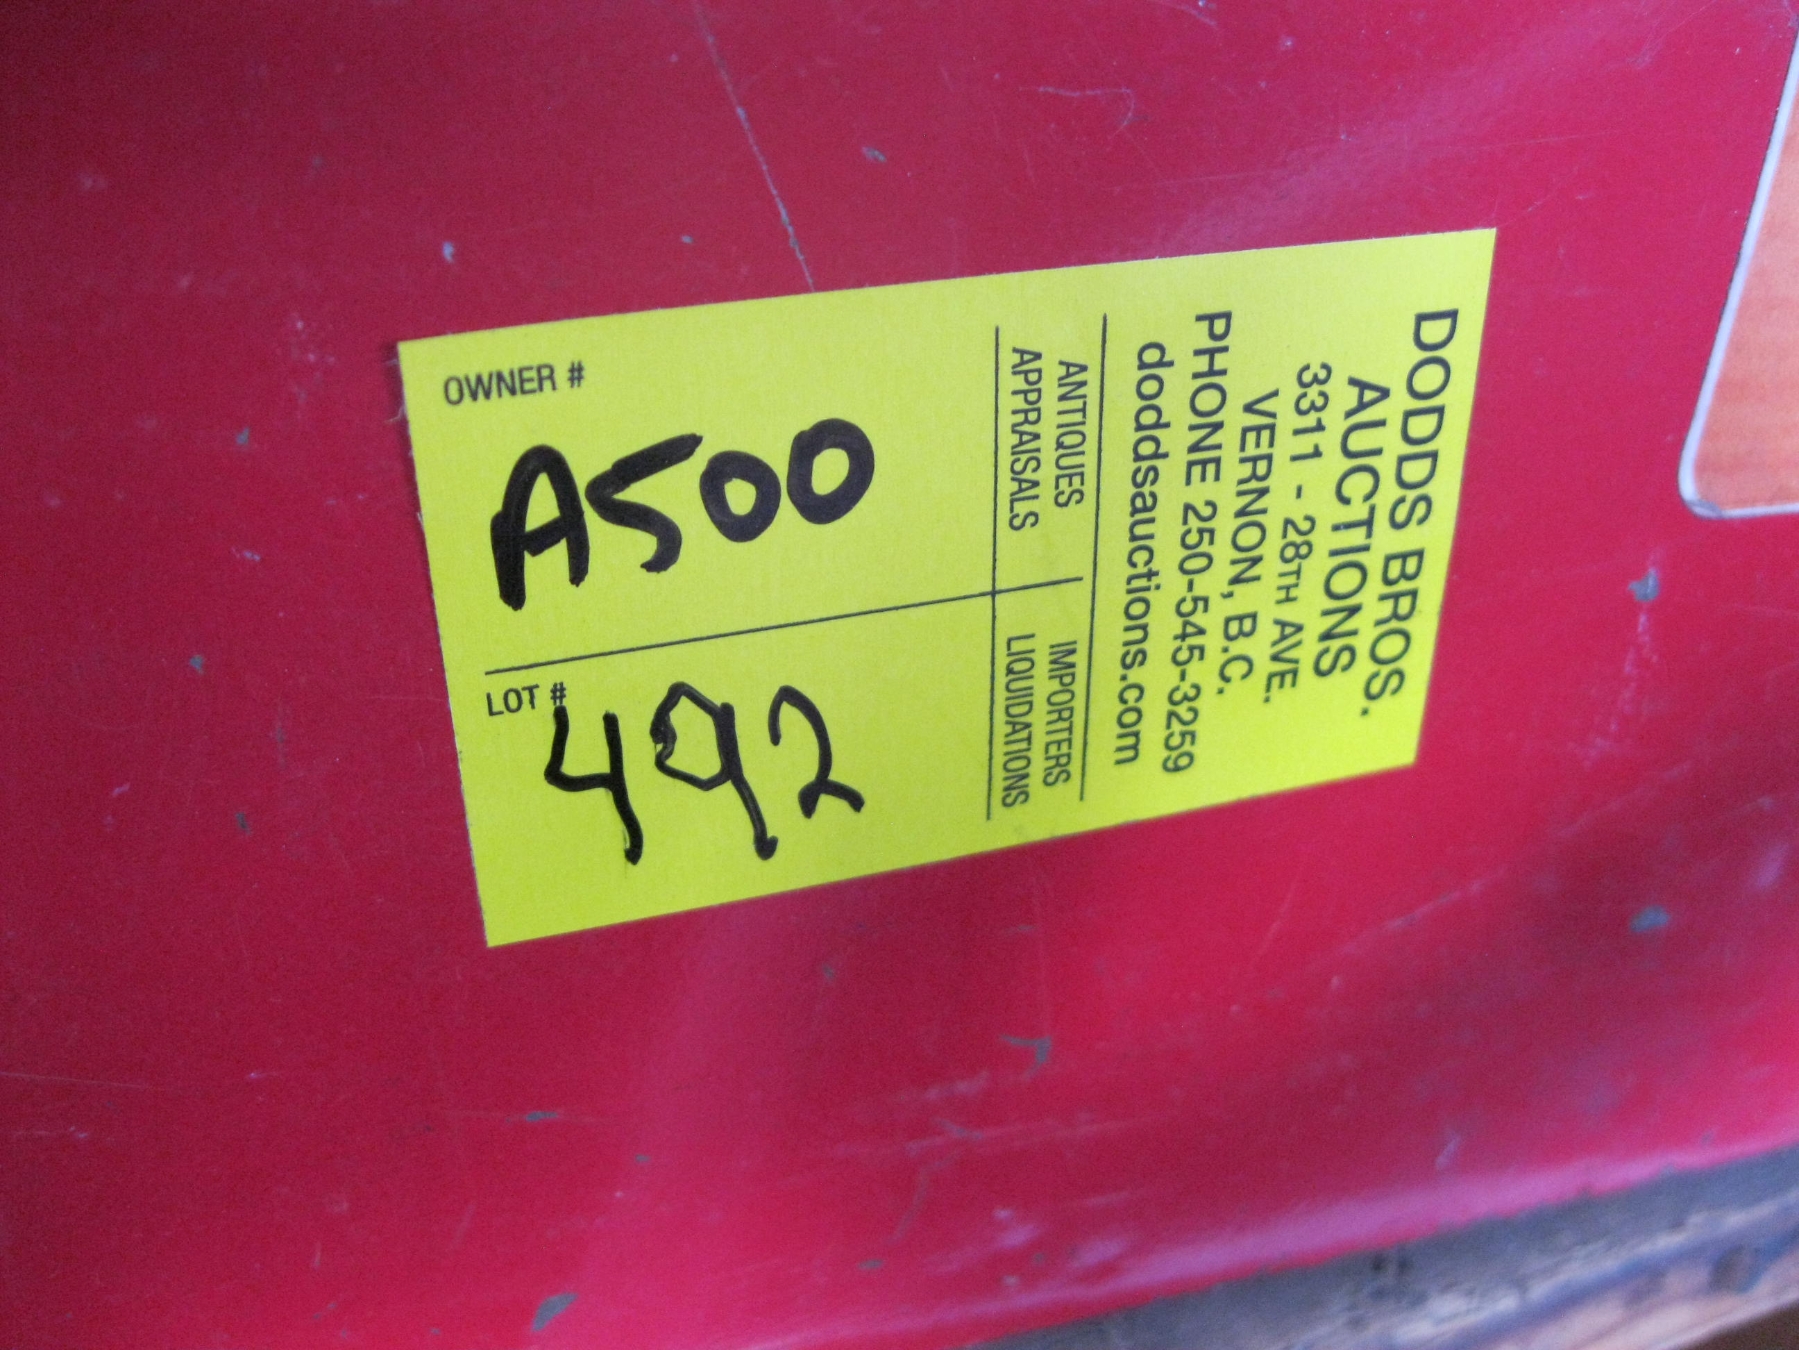 DODDS BROS.
AUCTIONS
3311 - 28TH AVE.
VERNON, B.C.
PHONE 250-545-3259
doddsauctions.com
ANTIQUES
APPRAISALS
IMPORTERS
LIQUIDATIONS
OWNER #
A500
LOT #
492